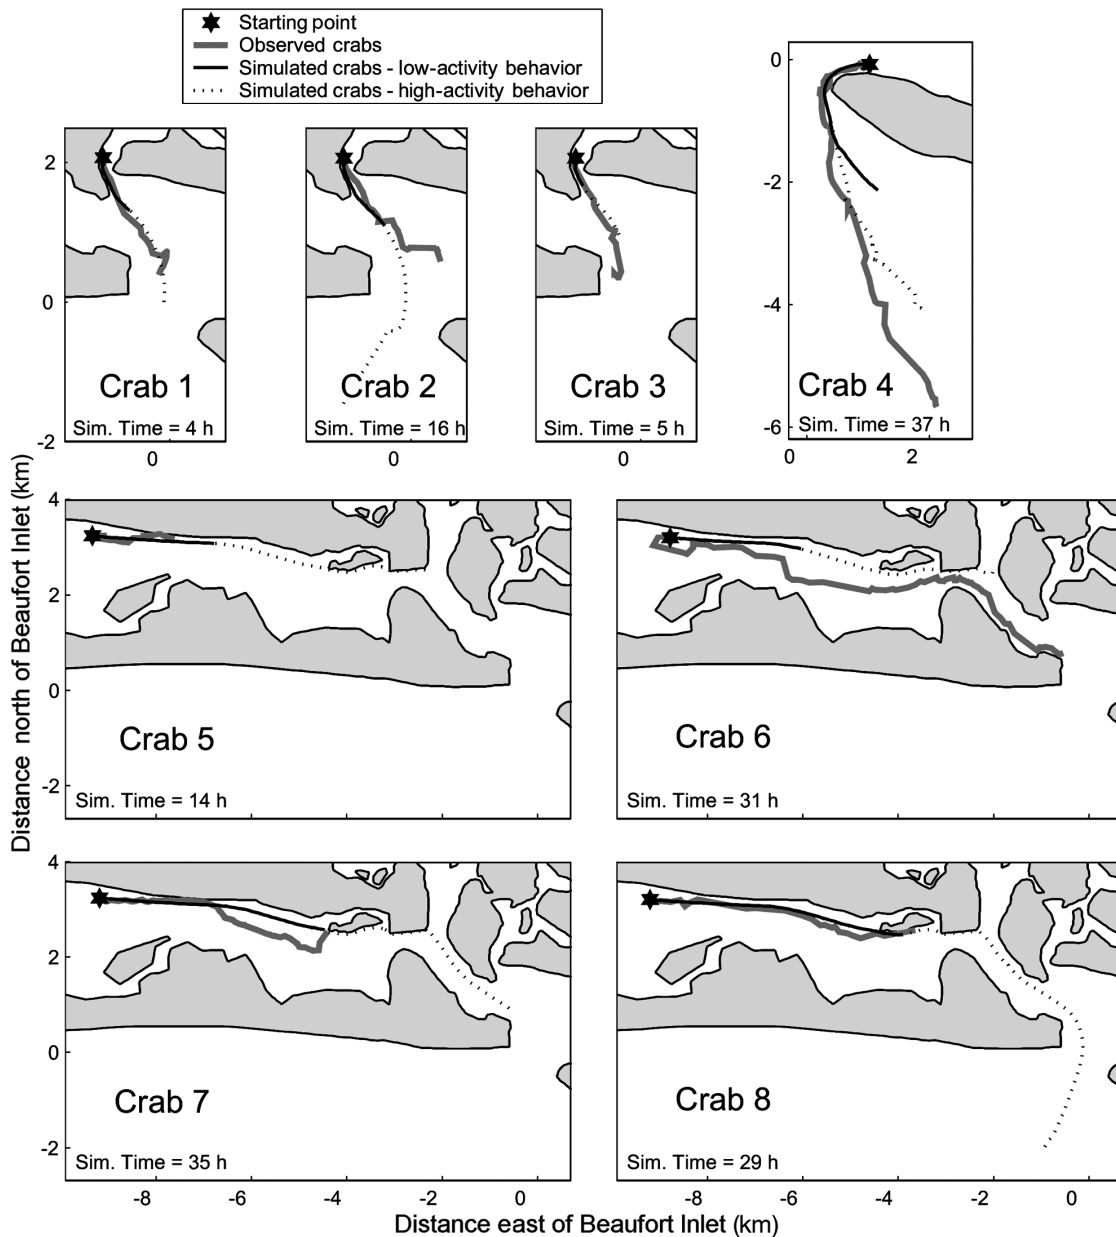 Starting point
Observed crabs
Simulated crabs - low-activity behavior
Simulated crabs - high-activity behavior
2
0
-2
Crab 1
Sim. Time = 4 h
0
Crab 2
Sim. Time = 16 h
0
Crab 3
Sim. Time = 5 h
0
0
-2
-4
-6
Crab 4
Sim. Time = 37 h
0
2
Distance north of Beaufort Inlet (km)
4
2
0
-2
Crab 5
Sim. Time = 14 h
Crab 6
Sim. Time = 31 h
4
2
0
-2
Crab 7
Sim. Time = 35 h
-8
-6
-4
-2
0
Crab 8
Sim. Time = 29 h
-8
-6
-4
-2
0
Distance east of Beaufort Inlet (km)